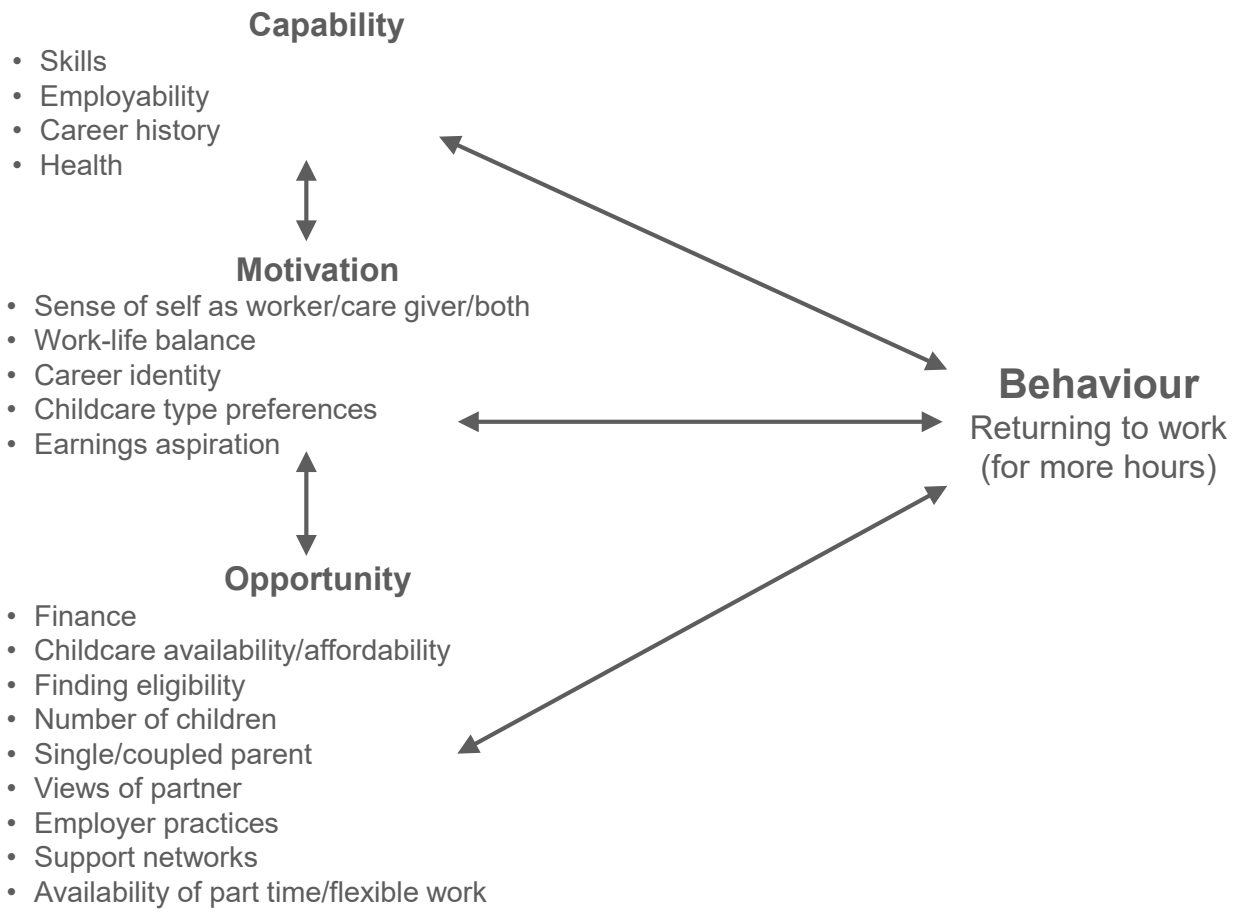 Capability
• Skills
• Employability
• Career history
• Health
Motivation
• Sense of self as worker/care giver/both
• Work-life balance
• Career identity
• Childcare type preferences
• Earnings aspiration
Behaviour
Returning to work
(for more hours)
Opportunity
• Finance
• Childcare availability/affordability
• Finding eligibility
• Number of children
• Single/coupled parent
• Views of partner
• Employer practices
• Support networks
• Availability of part time/flexible work